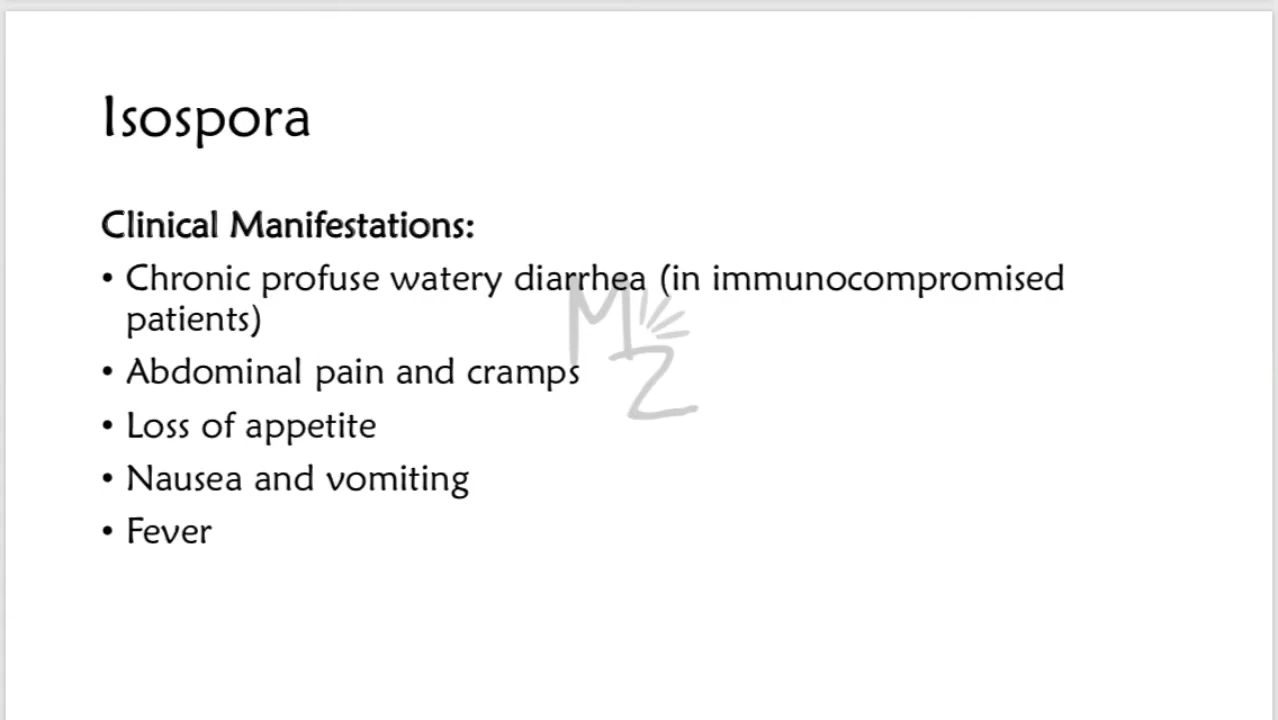 Isospora
Clinical Manifestations:
• Chronic profuse watery diarrhea (in immunocompromised
patients)
• Abdominal pain and cramps
• Loss of appetite
• Nausea and vomiting
• Fever
MZ